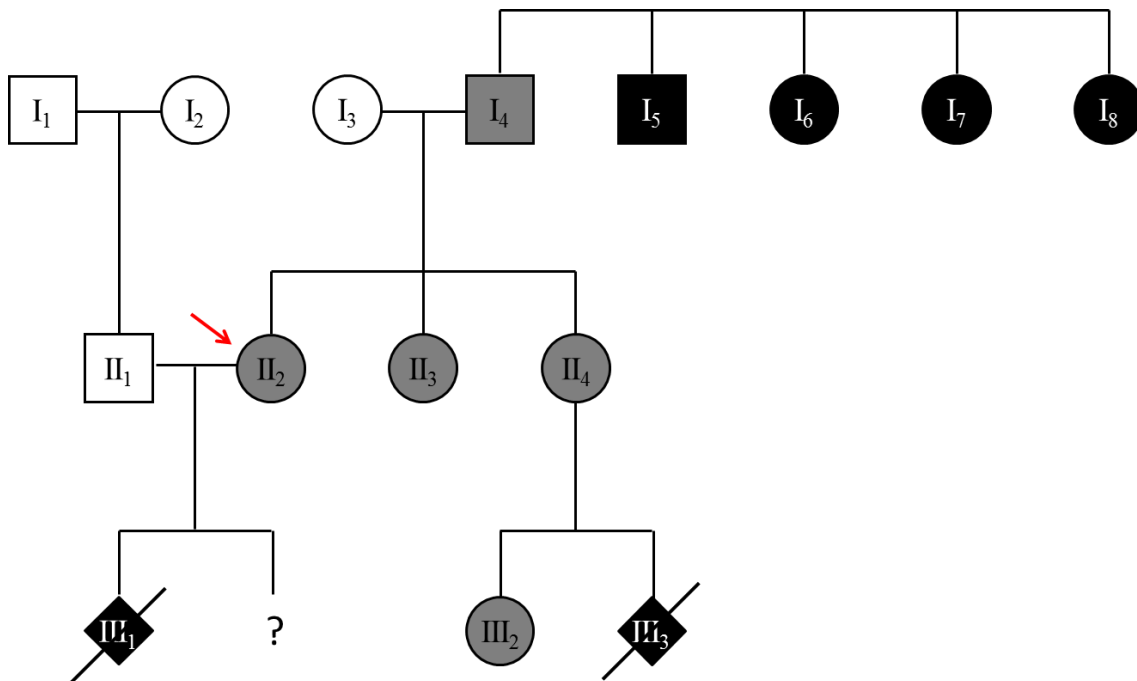 I₁ I₂ I₃ I₄ I₅ I₆ I₇ I₈
II₁ II₂ II₃ II₄
III₁ ? III₂ III₃